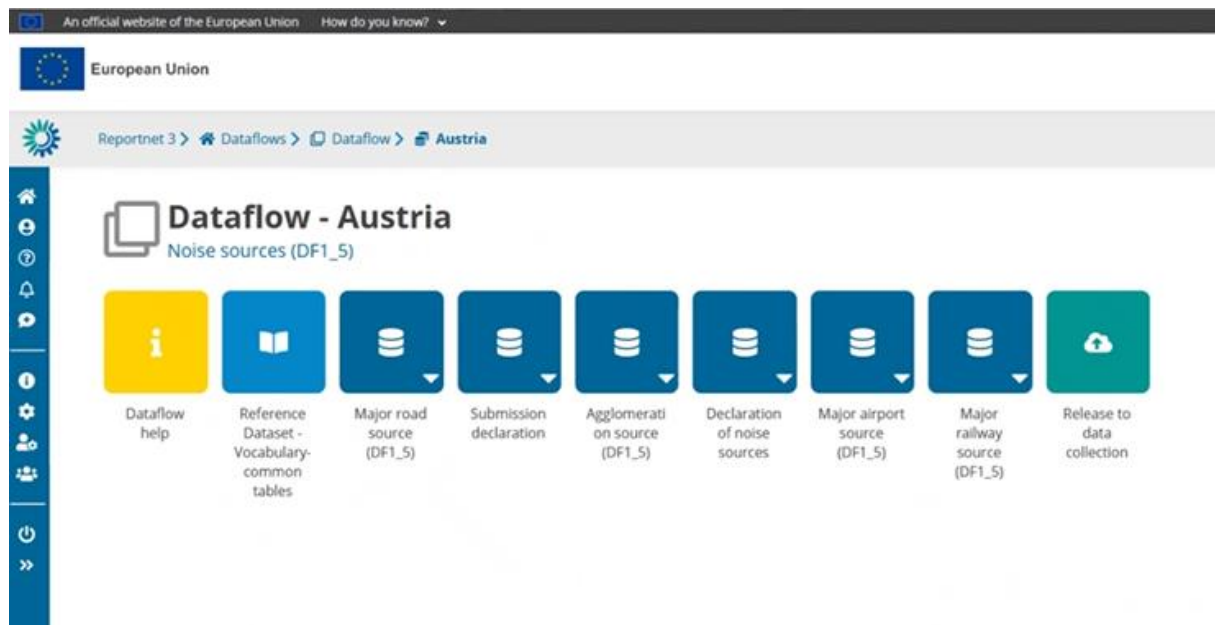 An official website of the European Union How do you know?
European Union
Reportnet 3 > Dataflows > Dataflow > Austria
Dataflow - Austria
Noise sources (DF1_5)
Dataflow
help
Reference
Dataset -
Vocabulary-
common
tables
Major road
source
(DF1_5)
Submission
declaration
Agglomerati
on source
(DF1_5)
Declaration
of noise
sources
Major airport
source
(DF1_5)
Major
railway
source
(DF1_5)
Release to
data
collection